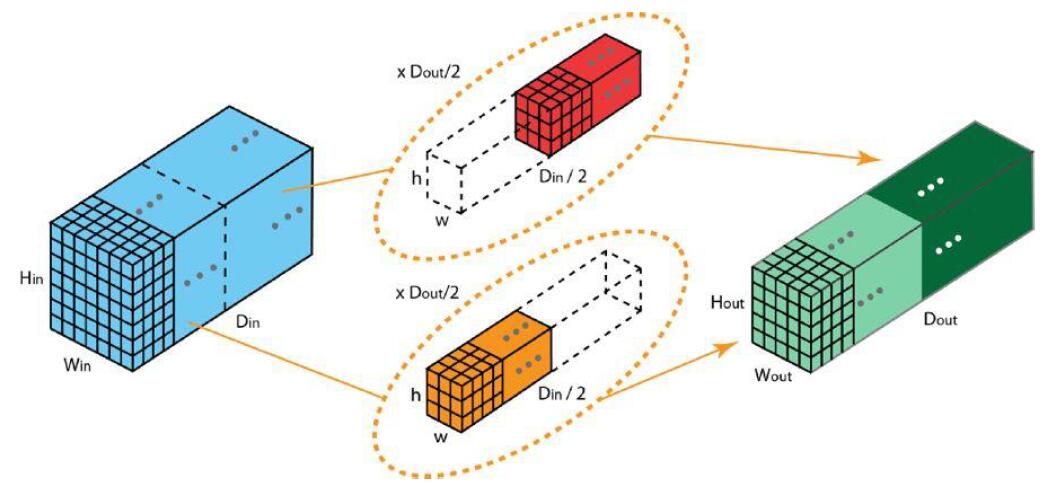 Hin
Win
Din
x Dout/2
h
w
Din / 2
x Dout/2
h
w
Din / 2
Hout
Wout
Dout